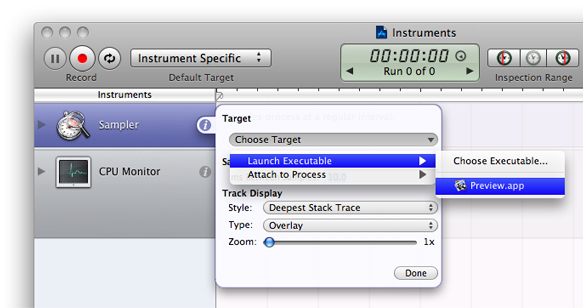 Instruments
Instrument Specific
00:00:00
Run 0 of 0
Record
Default Target
Inspection Range
Instruments
Sampler
Target
Choose Target
Launch Executable
Choose Executable...
Attach to Process
Preview.app
CPU Monitor
Track Display
Style: Deepest Stack Trace
Type: Overlay
Zoom: 1x
Done